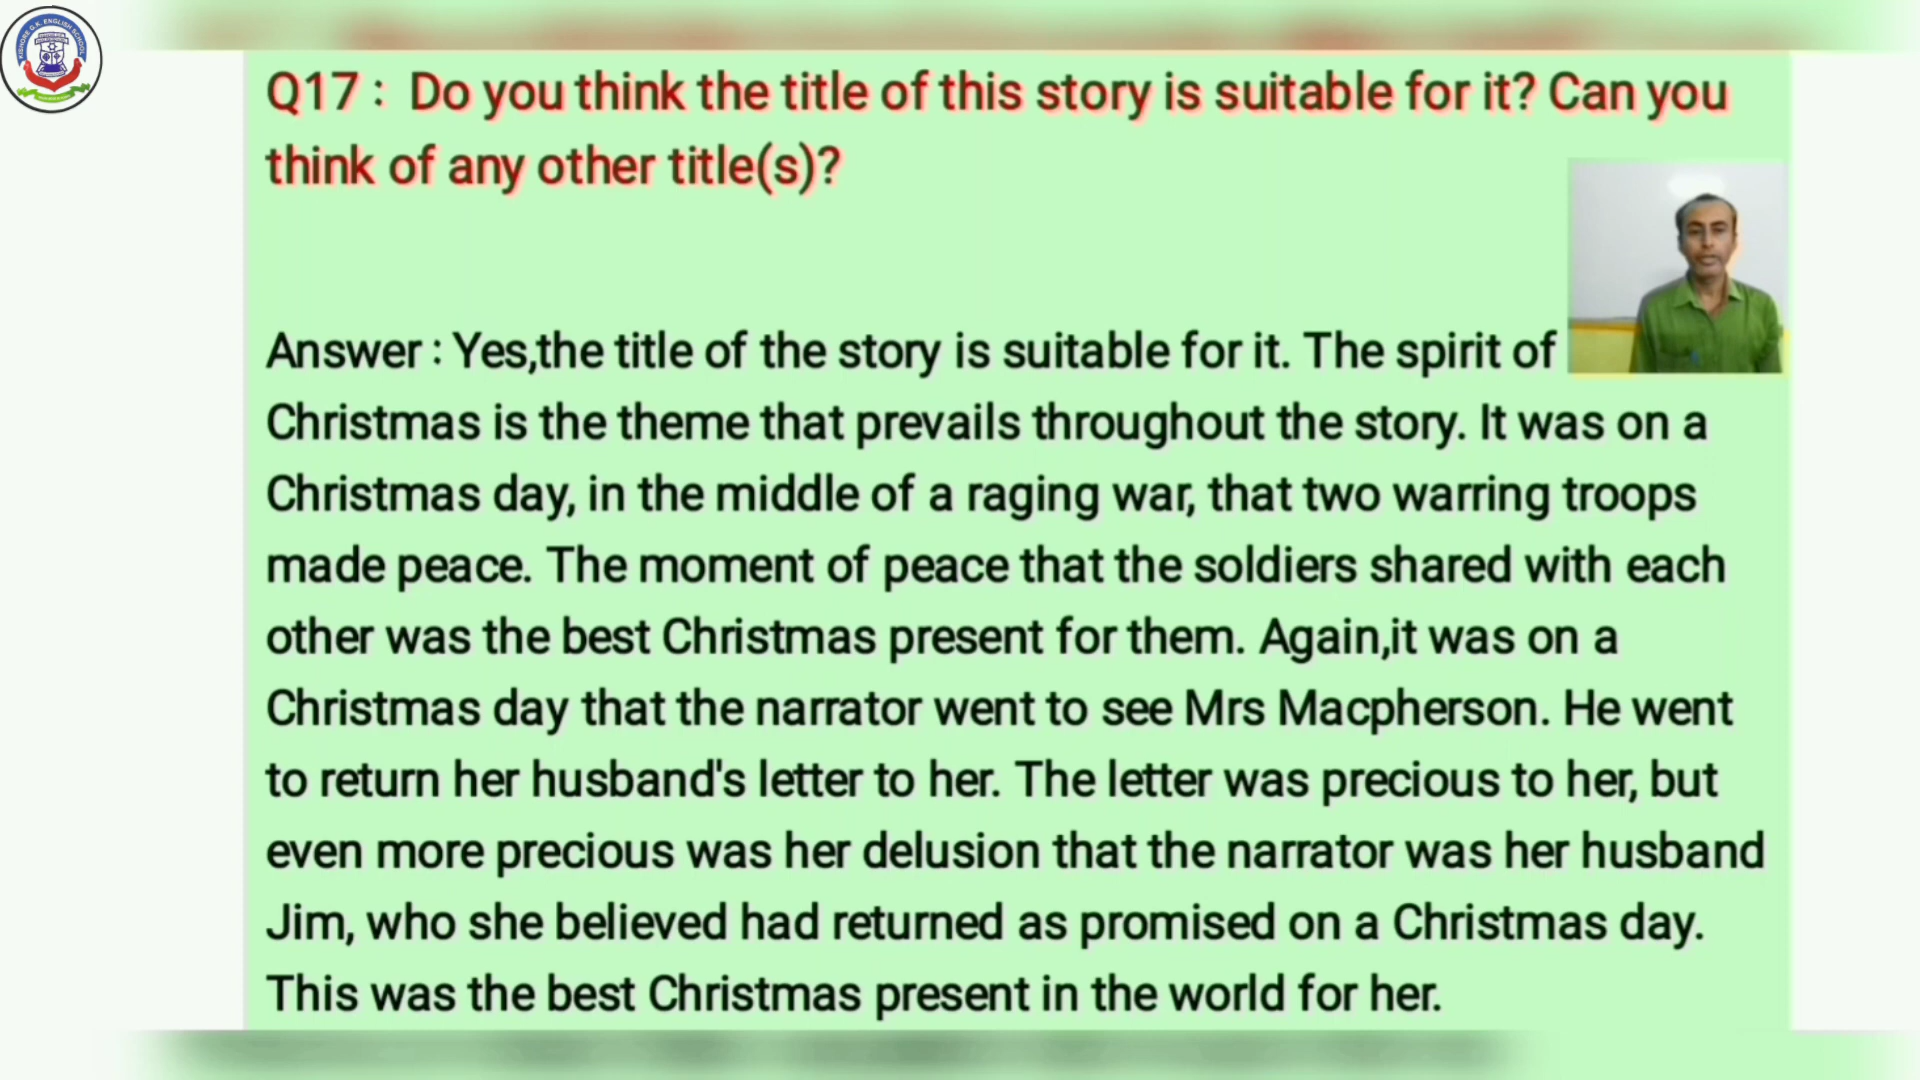 KISHORE G.K. ENGLISH SCHOOL
Q17 : Do you think the title of this story is suitable for it? Can you
think of any other title(s)?
Answer : Yes,the title of the story is suitable for it. The spirit of
Christmas is the theme that prevails throughout the story. It was on a
Christmas day, in the middle of a raging war, that two warring troops
made peace. The moment of peace that the soldiers shared with each
other was the best Christmas present for them. Again,it was on a
Christmas day that the narrator went to see Mrs Macpherson. He went
to return her husband's letter to her. The letter was precious to her, but
even more precious was her delusion that the narrator was her husband
Jim, who she believed had returned as promised on a Christmas day.
This was the best Christmas present in the world for her.